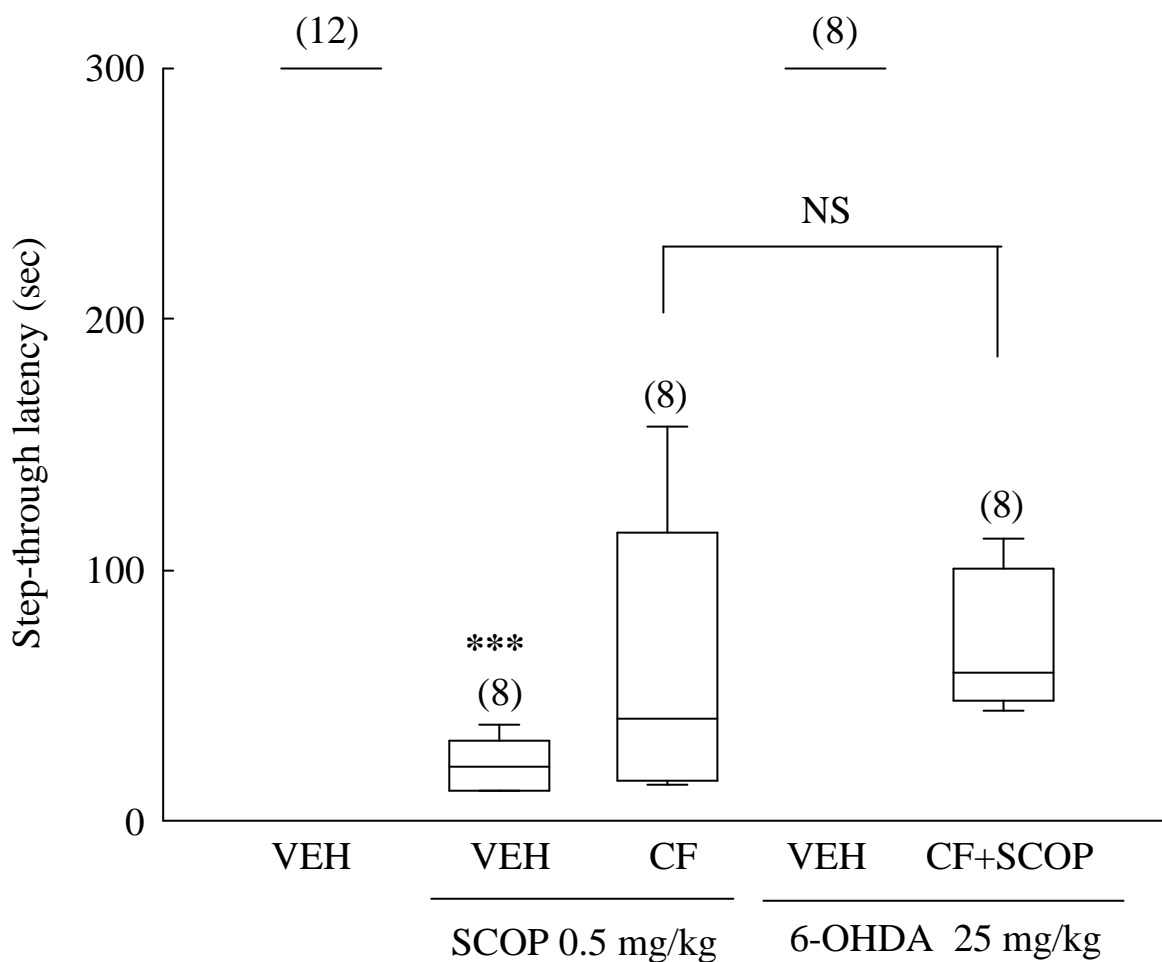 (12) (8)
300
NS
200
(8)
(8)
100
***
(8)
0
Step-through latency (sec)
VEH VEH CF VEH CF+SCOP
SCOP 0.5 mg/kg 6-OHDA 25 mg/kg